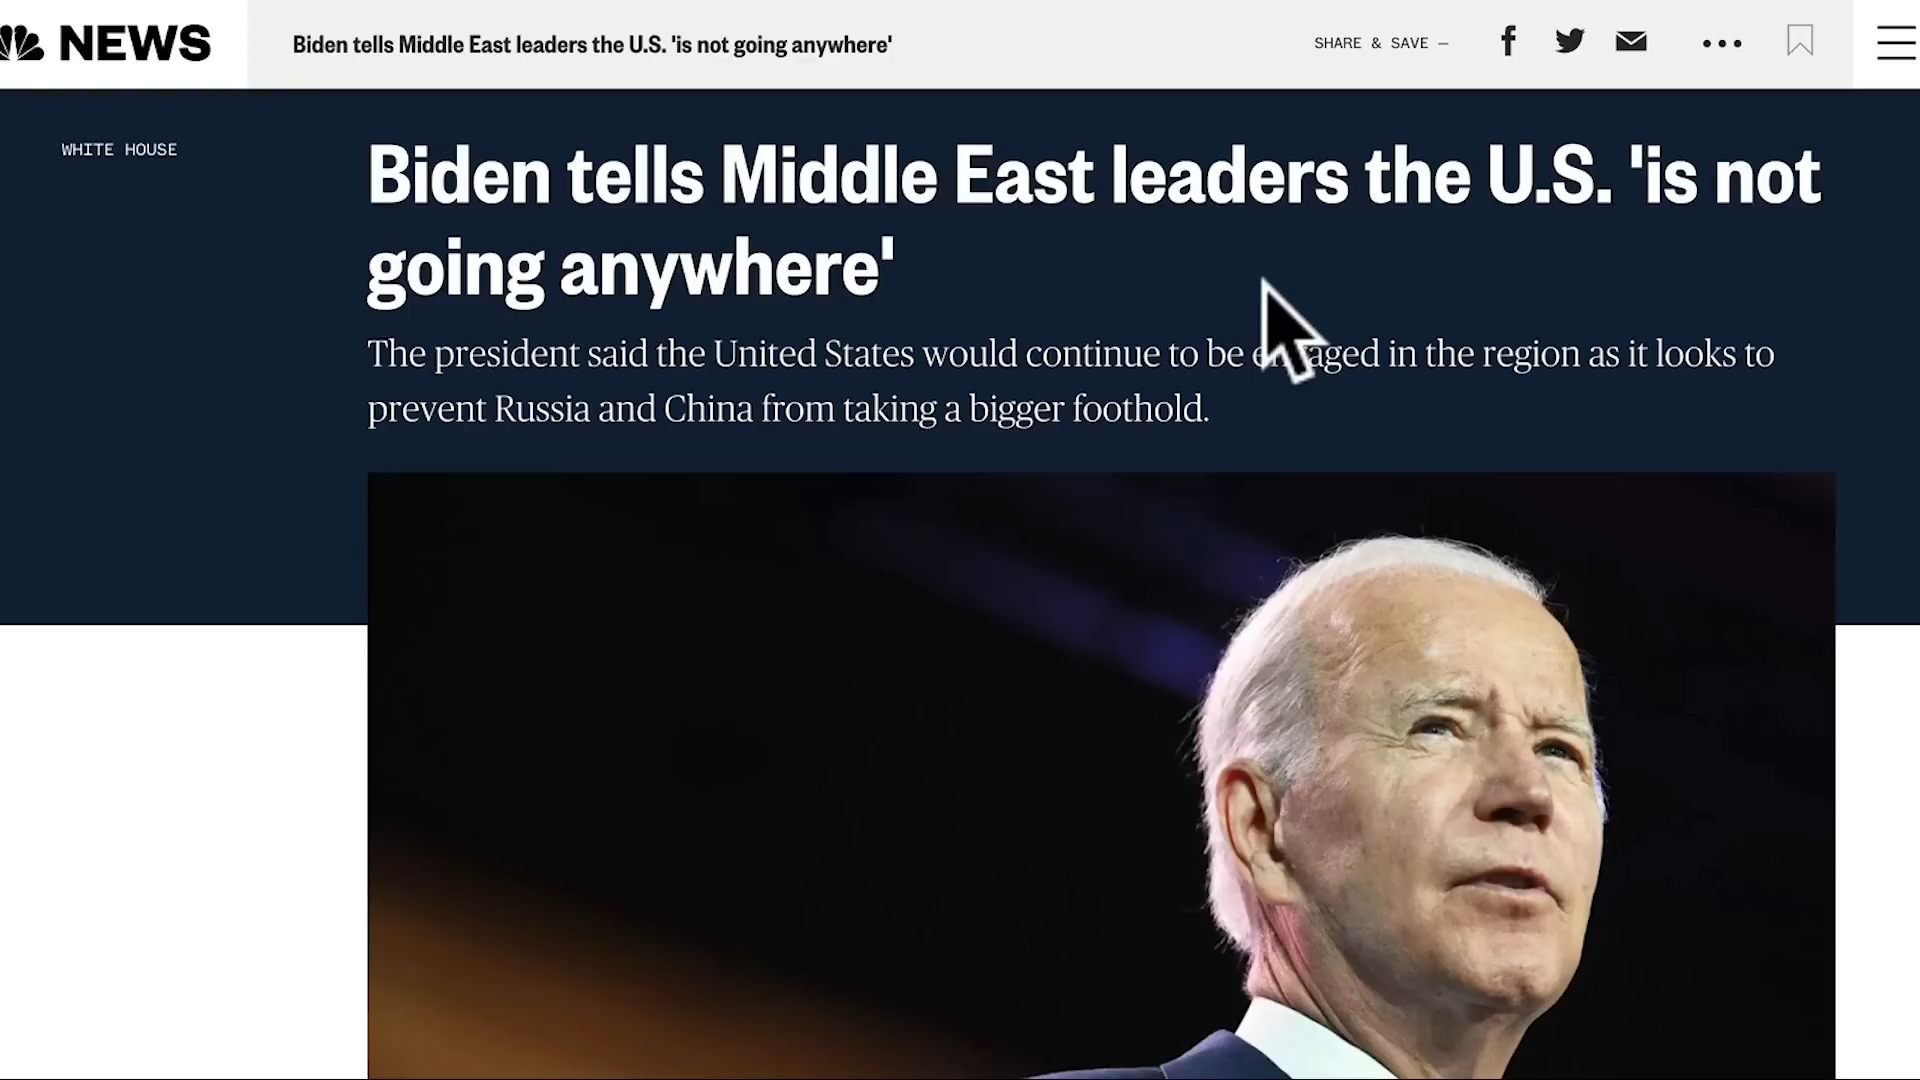 NEWS
Biden tells Middle East leaders the U.S. 'is not going anywhere'
SHARE & SAVE —
WHITE HOUSE
Biden tells Middle East leaders the U.S. 'is not
going anywhere'
The president said the United States would continue to be engaged in the region as it looks to
prevent Russia and China from taking a bigger foothold.